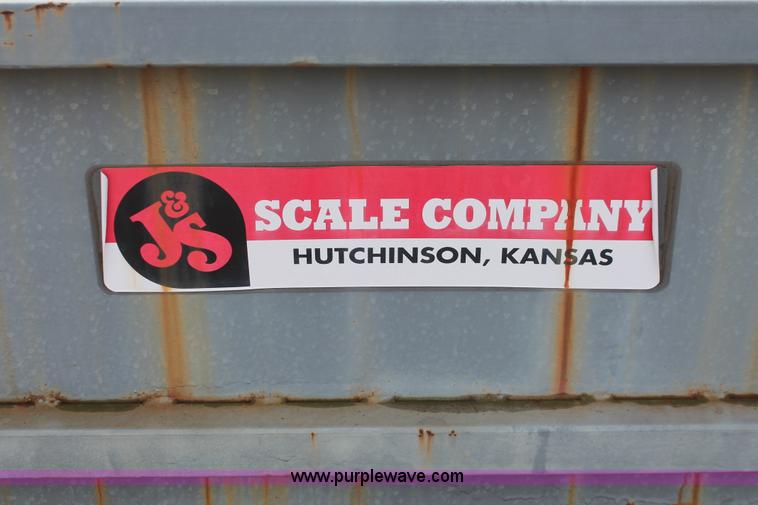 J&S
SCALE COMPANY
HUTCHINSON, KANSAS
www.purplewave.com